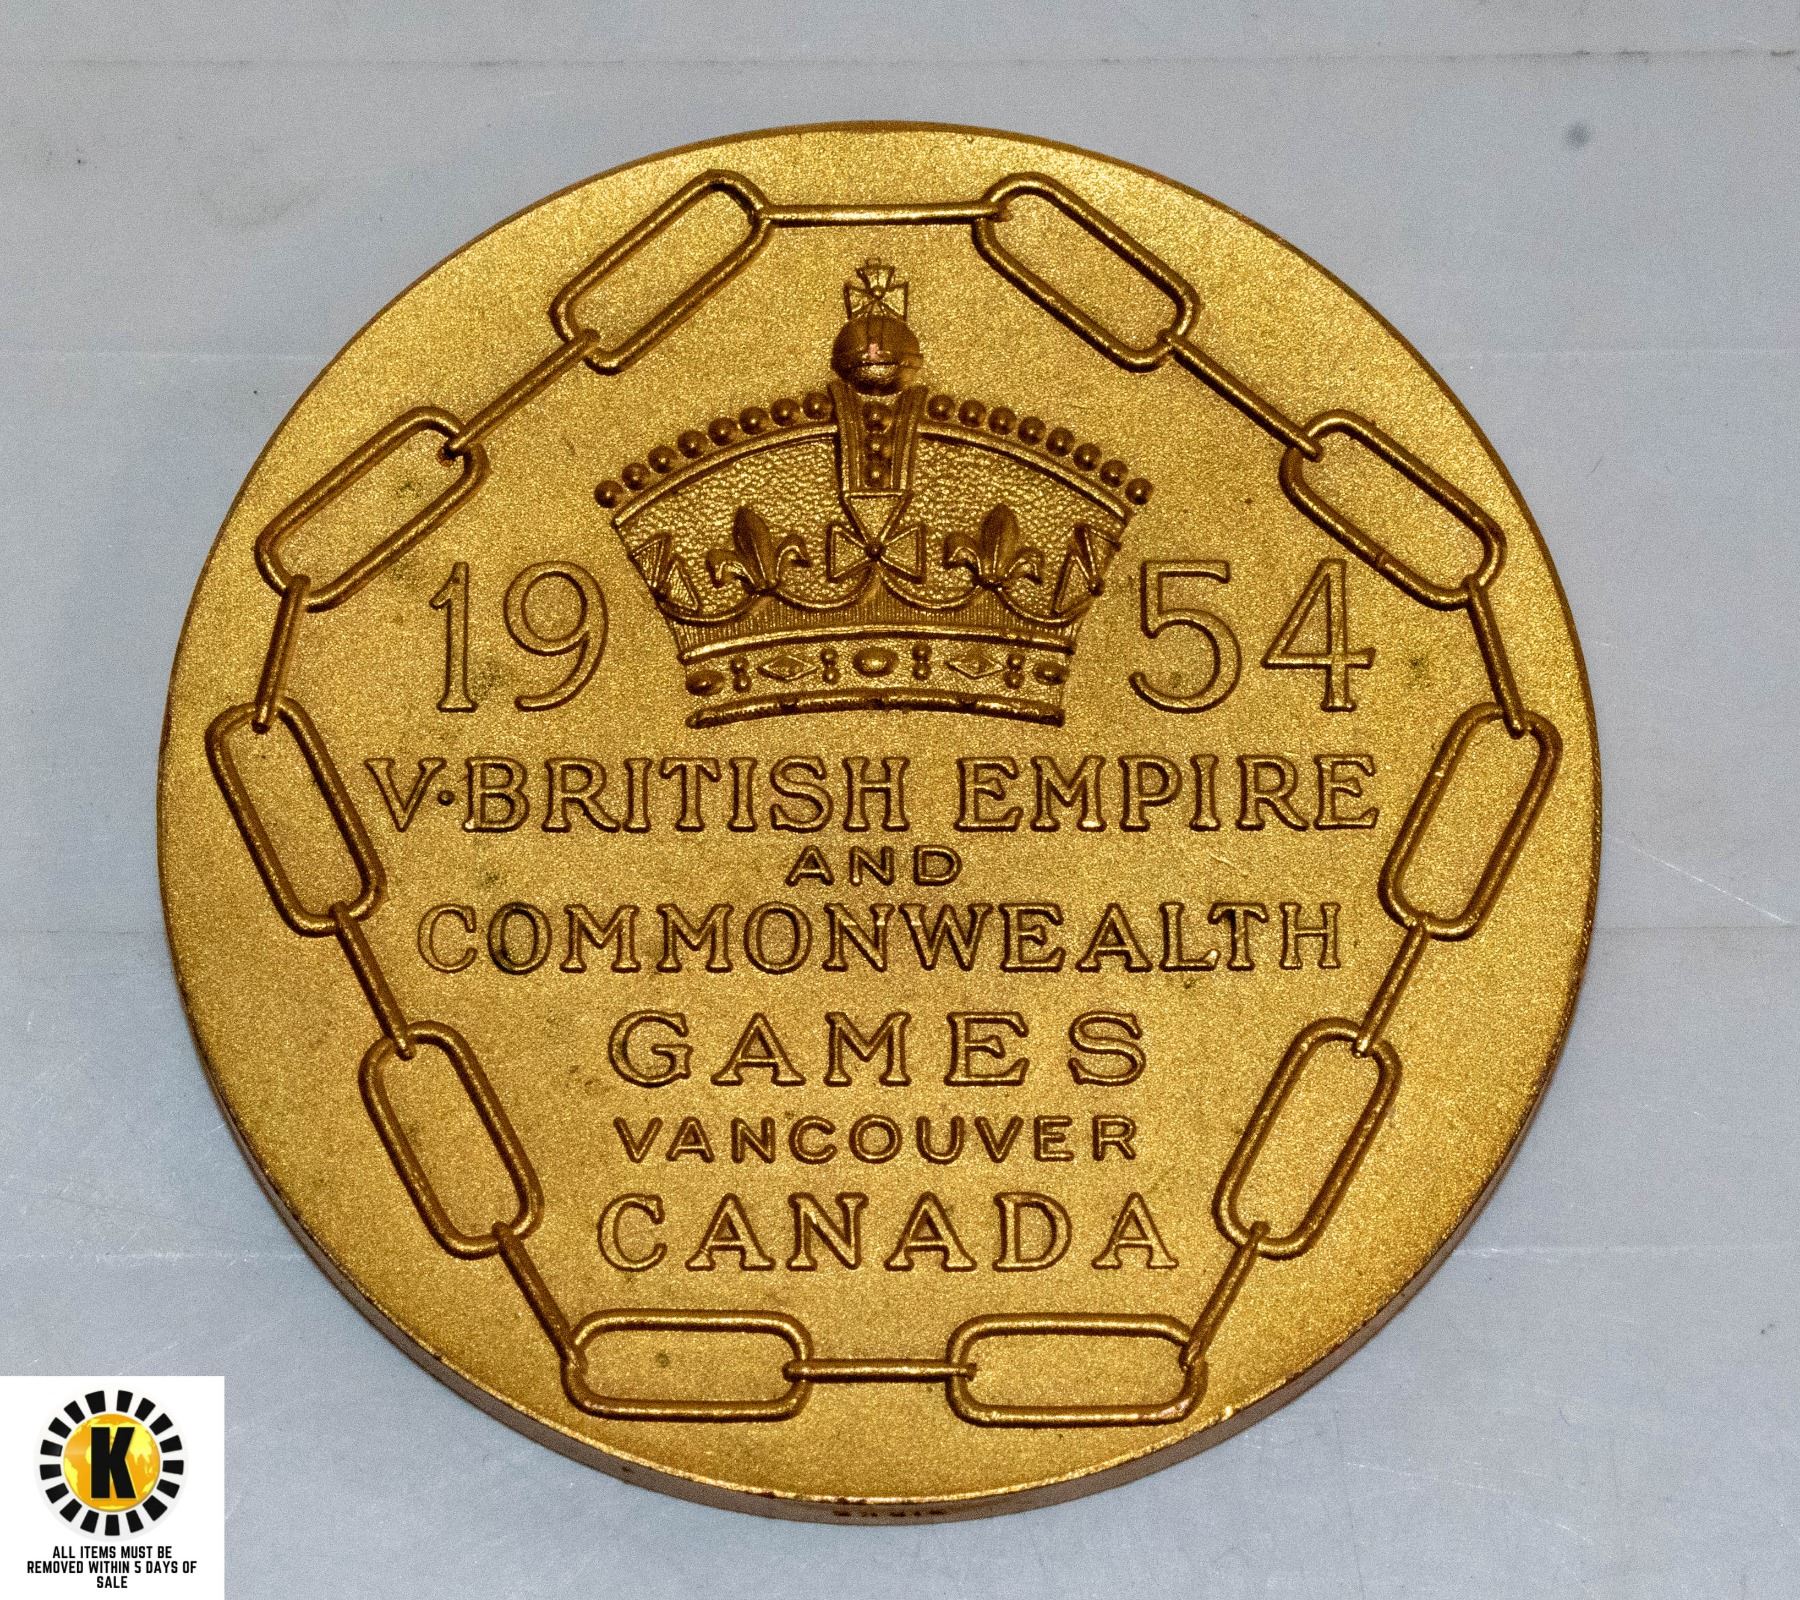 19 54
V·BRITISH EMPIRE
AND
COMMONWEALTH
GAMES
VANCOUVER
CANADA
K
ALL ITEMS MUST BE
REMOVED WITHIN 5 DAYS OF
SALE